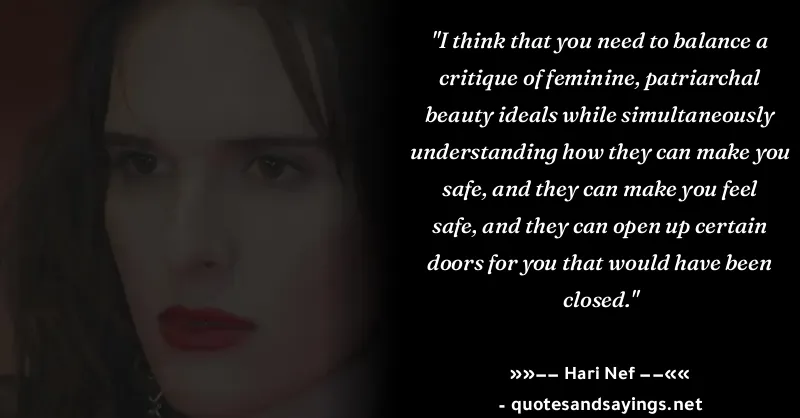 "I think that you need to balance a
critique of feminine, patriarchal
beauty ideals while simultaneously
understanding how they can make you
safe, and they can make you feel
safe, and they can open up certain
doors for you that would have been
closed."
»»–– Hari Nef ––««
- quotesandsayings.net